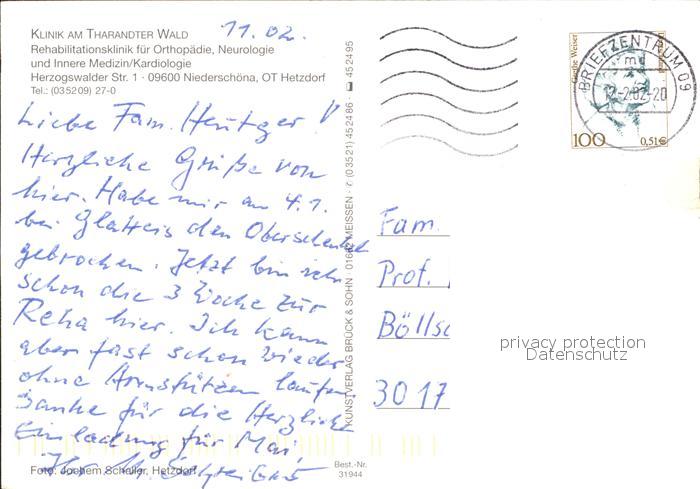 KLINIK AM THARANDTER WALD
Rehabilitationsklinik für Orthopädie, Neurologie
und Innere Medizin/Kardiologie
Herzogswalder Str. 1 · 09600 Niederschöna, OT Hetzdorf
Tel.: (035209) 27-0
11.02.
Liebe Fam. Heutger!
Herzliche Grüße von
hier. Habe mir am 4.1.
bei Glatteis den Oberschenkel
gebrochen. Jetzt bin ich
schon die 3 Woche zur
Reha hier. Ich kann
aber fast schon wieder
ohne Armstützen laufen
Danke für die Herzliche
Einladung für Mai,
Ihr
Foto: Jochem Schaller, Hetzdorf
Best.-Nr.
31944
KUNSTVERLAG BRÜCK & SOHN · 01662 MEISSEN · ✆ (03521) 452486 452495
Grete Weiser
100
0,51€
BRIEFZENTRUM 09
mc
12.-2.02-20
Fam.
Prof.
Böllsc
3017
privacy protection
Datenschutz